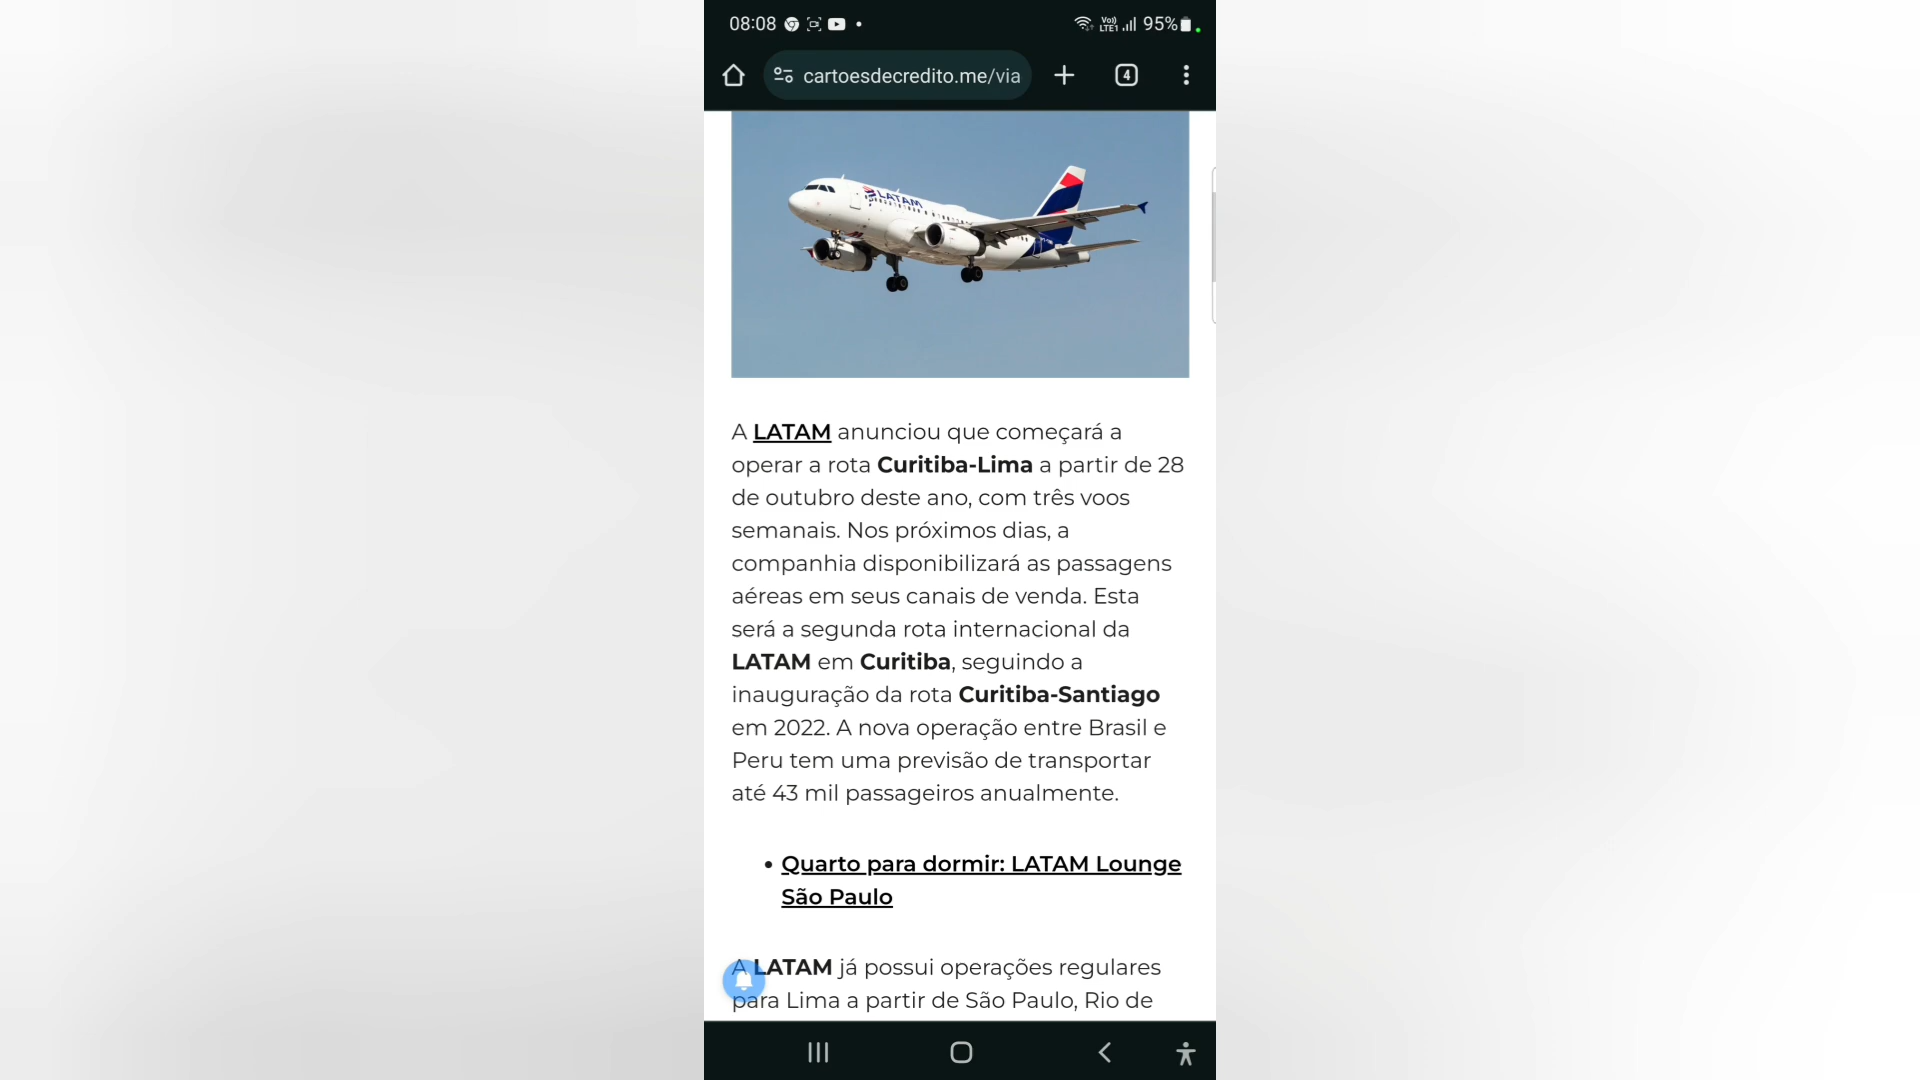 08:08
Vo))
LTE1
95%
cartoesdecredito.me/via
4
LATAM
A LATAM anunciou que começará a
operar a rota Curitiba-Lima a partir de 28
de outubro deste ano, com três voos
semanais. Nos próximos dias, a
companhia disponibilizará as passagens
aéreas em seus canais de venda. Esta
será a segunda rota internacional da
LATAM em Curitiba, seguindo a
inauguração da rota Curitiba-Santiago
em 2022. A nova operação entre Brasil e
Peru tem uma previsão de transportar
até 43 mil passageiros anualmente.
• Quarto para dormir: LATAM Lounge
São Paulo
A LATAM já possui operações regulares
para Lima a partir de São Paulo, Rio de